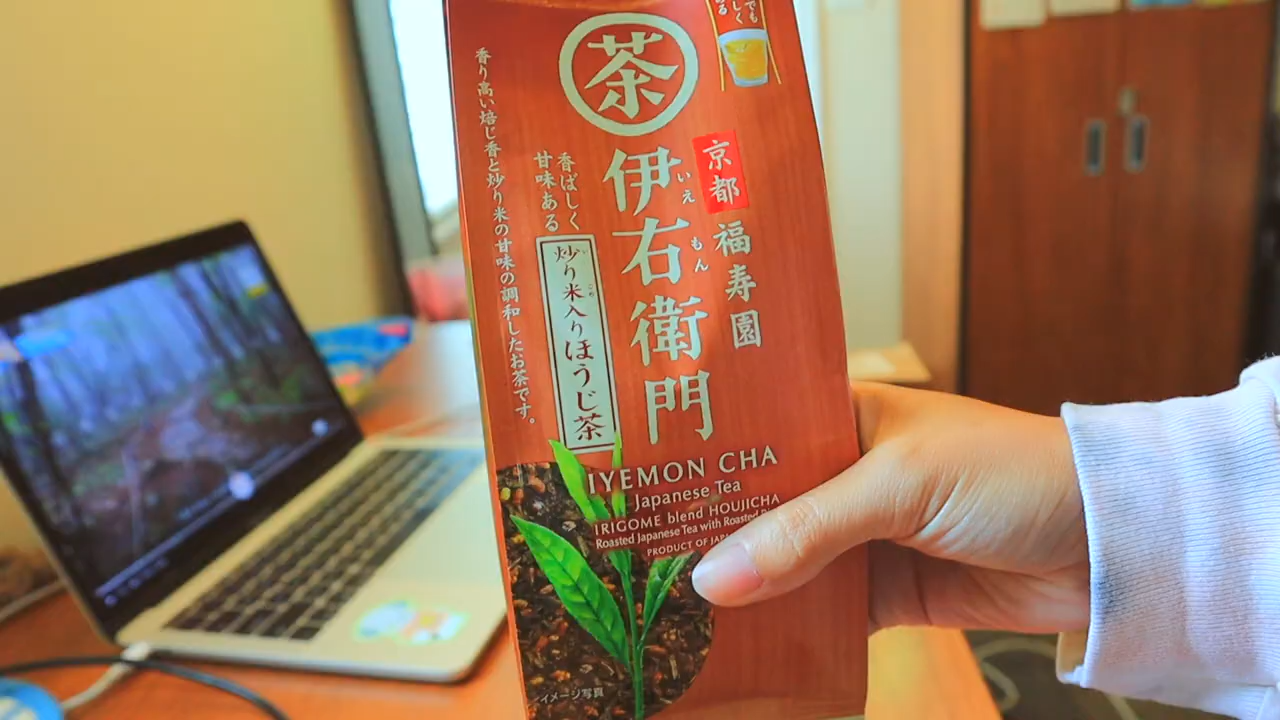 茶
京都
福寿園
伊右衛門
いえもん
香ばしく
甘味ある
炒り米入りほうじ茶
香り高い焙じ香と炒り米の甘味の調和したお茶です。
IYEMON CHA
Japanese Tea
IRIGOME blend HOUJICHA
Roasted Japanese Tea with Roasted
PRODUCT OF
イメージ写真